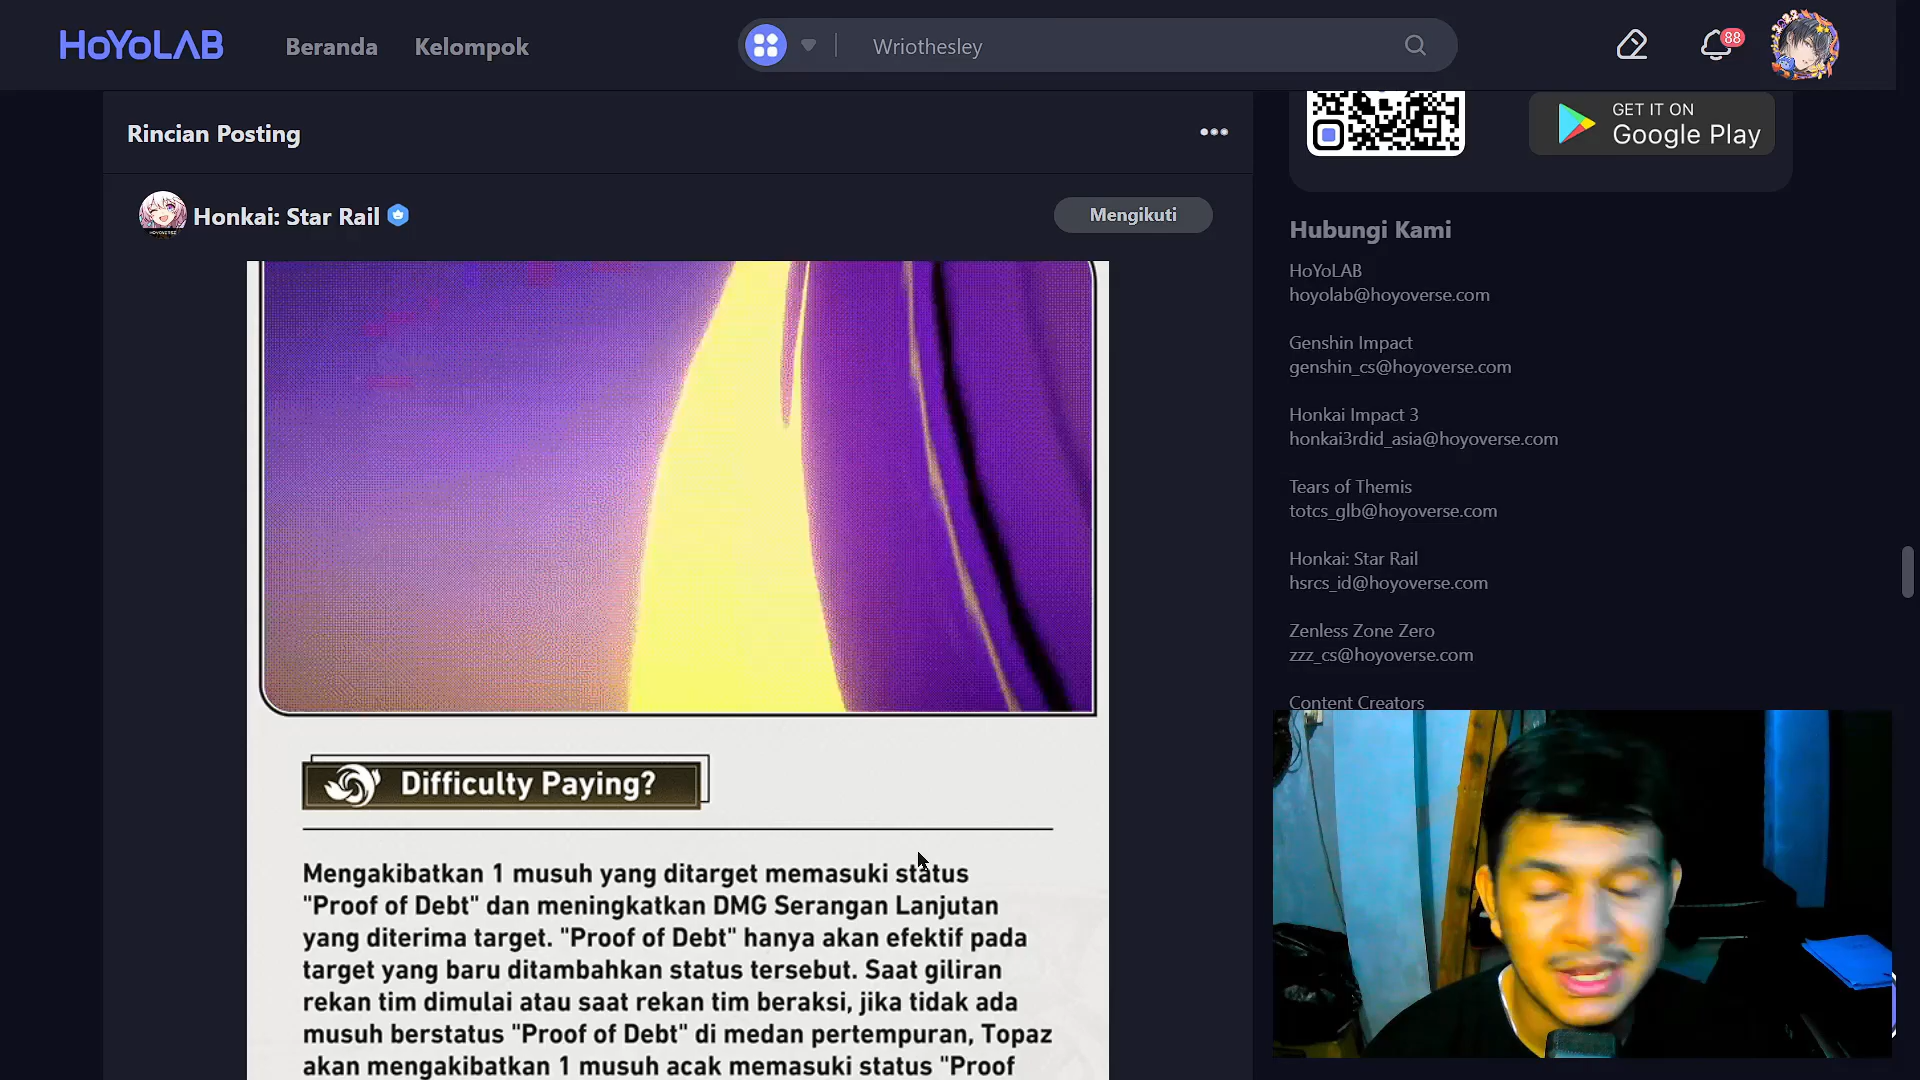 HoYoLAB
Beranda
Kelompok
Wriothesley
88
Rincian Posting
Honkai: Star Rail
Mengikuti
Difficulty Paying?
Mengakibatkan 1 musuh yang ditarget memasuki status
"Proof of Debt" dan meningkatkan DMG Serangan Lanjutan
yang diterima target. "Proof of Debt" hanya akan efektif pada
target yang baru ditambahkan status tersebut. Saat giliran
rekan tim dimulai atau saat rekan tim beraksi, jika tidak ada
musuh berstatus "Proof of Debt" di medan pertempuran, Topaz
akan mengakibatkan 1 musuh acak memasuki status "Proof
GET IT ON
Google Play
Hubungi Kami
HoYoLAB
hoyolab@hoyoverse.com
Genshin Impact
genshin_cs@hoyoverse.com
Honkai Impact 3
honkai3rdid_asia@hoyoverse.com
Tears of Themis
totcs_glb@hoyoverse.com
Honkai: Star Rail
hsrcs_id@hoyoverse.com
Zenless Zone Zero
zzz_cs@hoyoverse.com
Content Creators